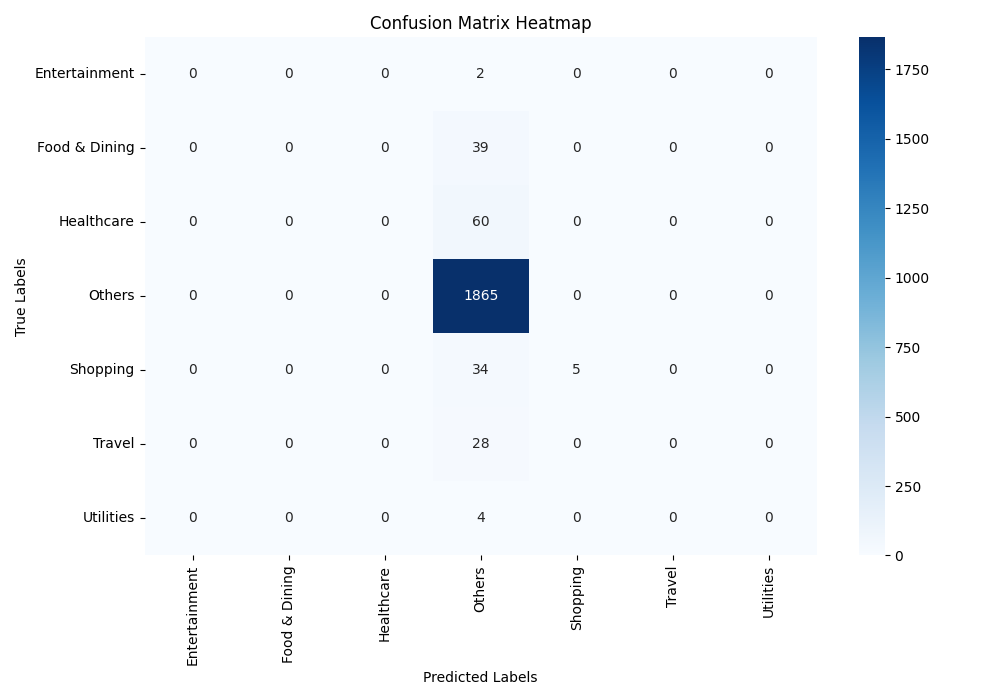 Confusion Matrix Heatmap
Entertainment 0 0 0 2 0 0 0
Food & Dining 0 0 0 39 0 0 0
Healthcare 0 0 0 60 0 0 0
Others 0 0 0 1865 0 0 0
Shopping 0 0 0 34 5 0 0
Travel 0 0 0 28 0 0 0
Utilities 0 0 0 4 0 0 0
True Labels
Entertainment
Food & Dining
Healthcare
Others
Shopping
Travel
Utilities
Predicted Labels
1750
1500
1250
1000
750
500
250
0